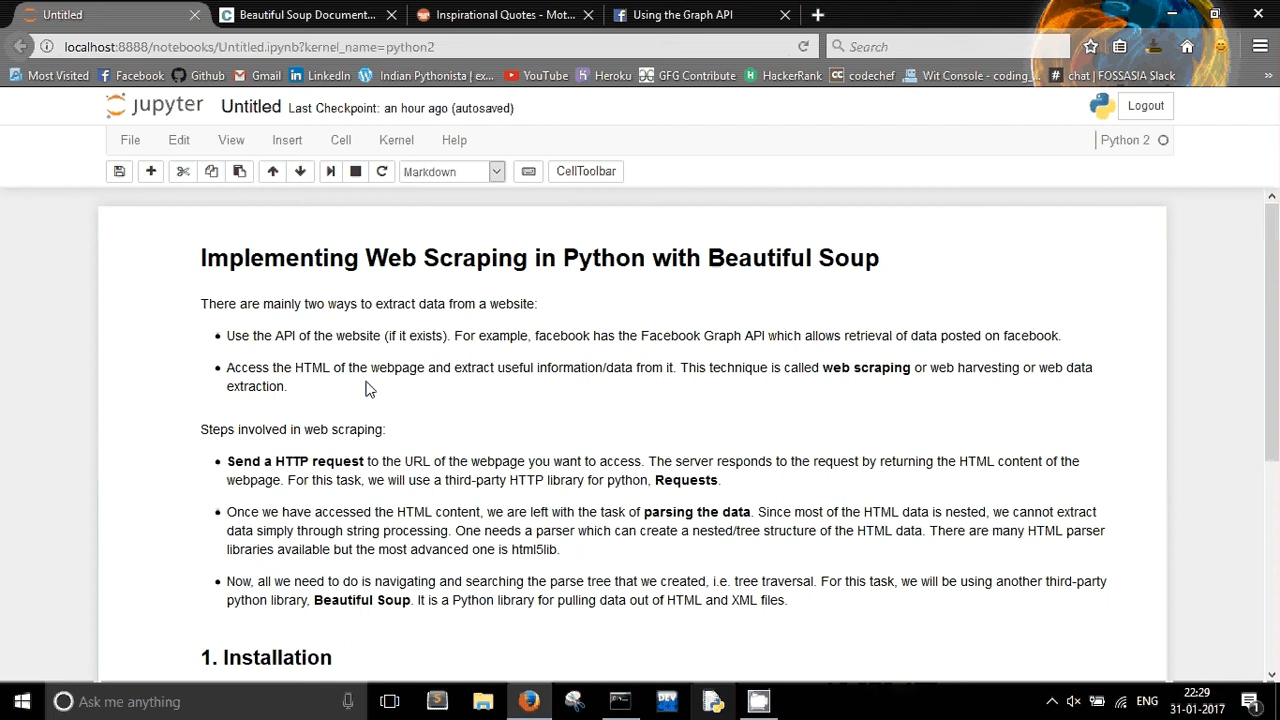 Untitled
Beautiful Soup Document...
Inspirational Quotes - Mot...
Using the Graph API
localhost:8888/notebooks/Untitled.ipynb?kernel_name=python2
Search
Most Visited Facebook Github Gmail LinkedIn Indian Pythonista | ex... YouTube Heroku GFG Contribute HackerRank codechef Wit Console - coding_... chat | FOSSASIA Slack
jupyter Untitled Last Checkpoint: an hour ago (autosaved) Logout
File Edit View Insert Cell Kernel Help Python 2
Markdown CellToolbar
Implementing Web Scraping in Python with Beautiful Soup
There are mainly two ways to extract data from a website:
Use the API of the website (if it exists). For example, facebook has the Facebook Graph API which allows retrieval of data posted on facebook.
Access the HTML of the webpage and extract useful information/data from it. This technique is called web scraping or web harvesting or web data
extraction.
Steps involved in web scraping:
Send a HTTP request to the URL of the webpage you want to access. The server responds to the request by returning the HTML content of the
webpage. For this task, we will use a third-party HTTP library for python, Requests.
Once we have accessed the HTML content, we are left with the task of parsing the data. Since most of the HTML data is nested, we cannot extract
data simply through string processing. One needs a parser which can create a nested/tree structure of the HTML data. There are many HTML parser
libraries available but the most advanced one is html5lib.
Now, all we need to do is navigating and searching the parse tree that we created, i.e. tree traversal. For this task, we will be using another third-party
python library, Beautiful Soup. It is a Python library for pulling data out of HTML and XML files.
1. Installation
Ask me anything
ENG
22:29
31-01-2017